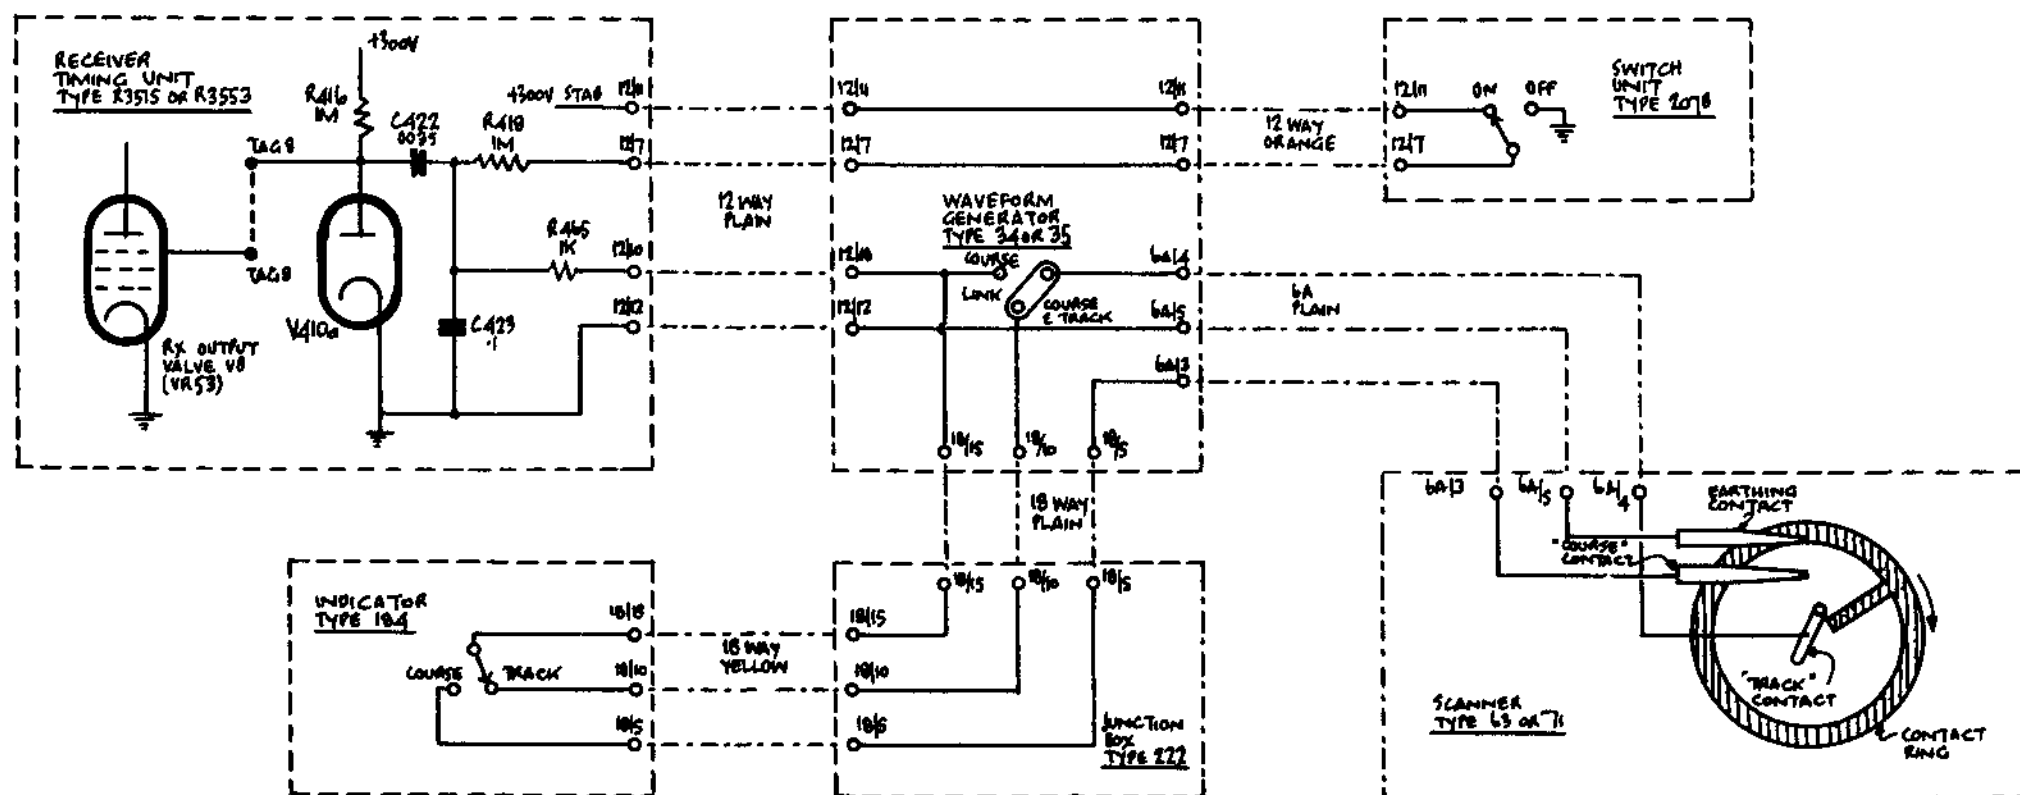 RECEIVER
TIMING UNIT
TYPE R3515 OR R3553
+300V
R416
1M
C422
.0035
R418
1M
+300V STAB
12/11
12/7
TAG 8
TAG 8
R465
1K
12/10
12/12
V410a
C423
.1
RX OUTPUT
VALVE V8
(VR53)
12 WAY
PLAIN
12/11
12/7
12/11
12/7
WAVEFORM
GENERATOR
TYPE 34 OR 35
12/10
COURSE
LINK
COURSE
& TRACK
12/12
6A/4
6A/5
6A/3
18/15
18/10
18/5
12 WAY
ORANGE
12/11
12/7
ON
OFF
SWITCH
UNIT
TYPE 207B
6A
PLAIN
18 WAY
PLAIN
INDICATOR
TYPE 184
COURSE
TRACK
18/15
18/10
18/5
18 WAY
YELLOW
18/15
18/10
18/5
18/15
18/10
18/5
JUNCTION
BOX
TYPE 222
6A/3
6A/5
6A/4
EARTHING
CONTACT
"COURSE"
CONTACT
"TRACK"
CONTACT
SCANNER
TYPE 63 OR 71
CONTACT
RING